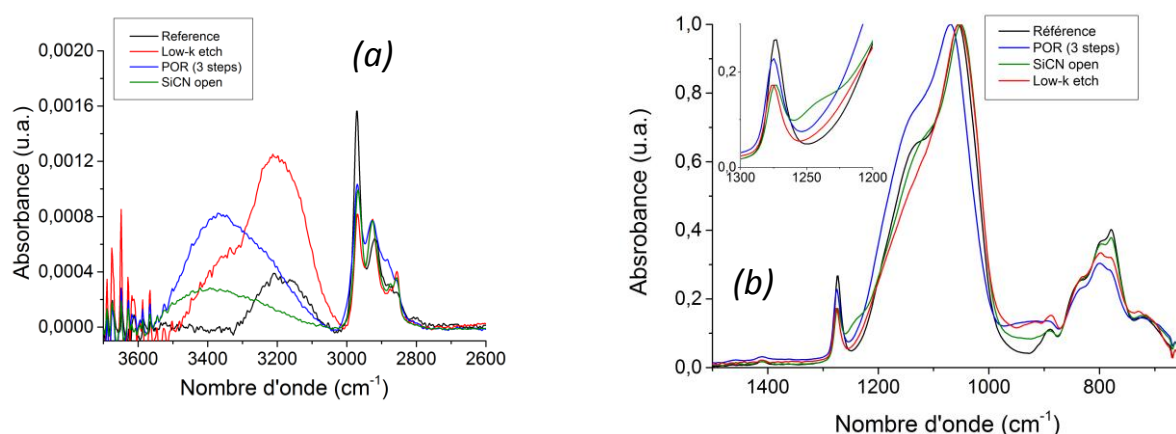 Reference
Low-k etch
POR (3 steps)
SiCN open
(a)
0,0020
0,0016
0,0012
0,0008
0,0004
0,0000
Absorbance (u.a.)
3600 3400 3200 3000 2800 2600
Nombre d'onde (cm-1)
Référence
POR (3 steps)
SiCN open
Low-k etch
0,2
0,0
1300 1250 1200
(b)
1,0
0,8
0,6
0,4
0,2
0,0
Absrobance (u.a.)
1400 1200 1000 800
Nombre d'onde (cm-1)